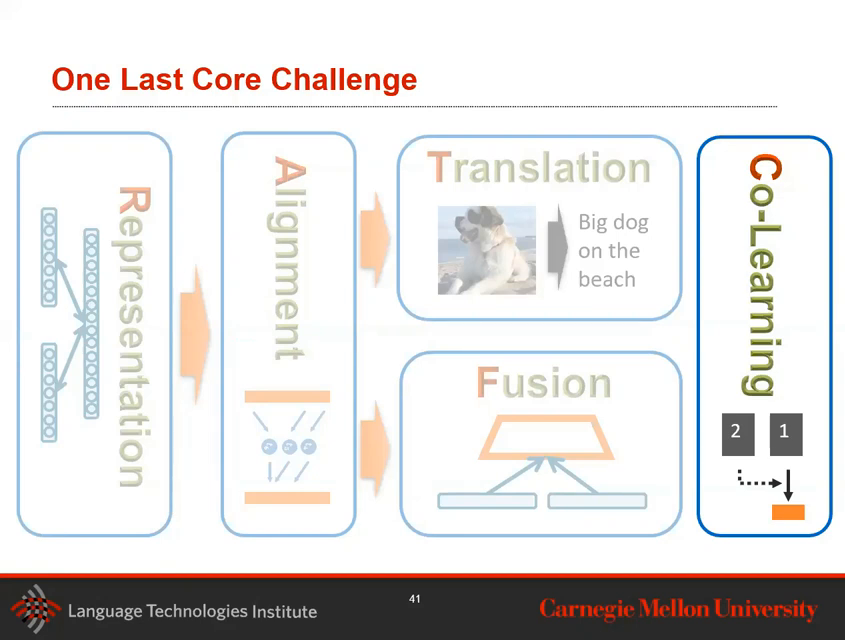 One Last Core Challenge
Representation
Alignment
Translation
Big dog
on the
beach
Fusion
Co-Learning
2 1
Language Technologies Institute
41
Carnegie Mellon University